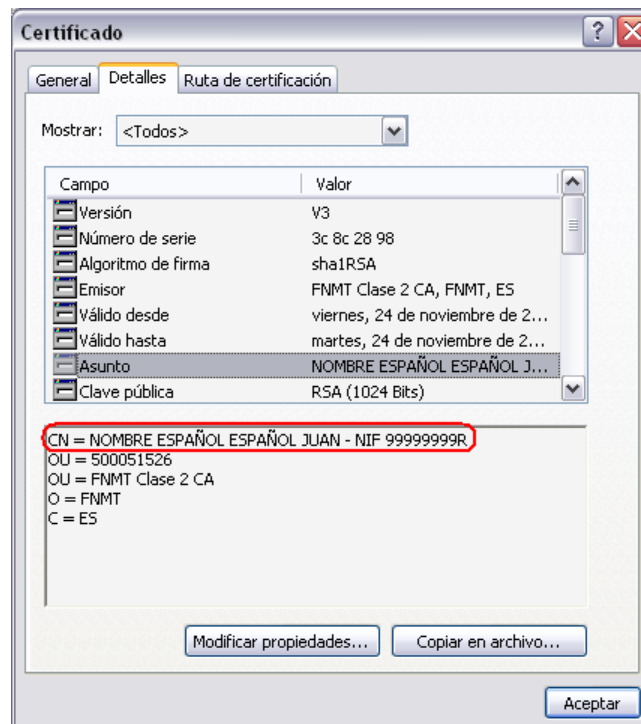 Certificado
General Detalles Ruta de certificación
Mostrar: <Todos>
Campo Valor
Versión V3
Número de serie 3c 8c 28 98
Algoritmo de firma sha1RSA
Emisor FNMT Clase 2 CA, FNMT, ES
Válido desde viernes, 24 de noviembre de 2...
Válido hasta martes, 24 de noviembre de 2...
Asunto NOMBRE ESPAÑOL ESPAÑOL J...
Clave pública RSA (1024 Bits)
CN = NOMBRE ESPAÑOL ESPAÑOL JUAN - NIF 99999999R
OU = 500051526
OU = FNMT Clase 2 CA
O = FNMT
C = ES
Modificar propiedades... Copiar en archivo...
Aceptar